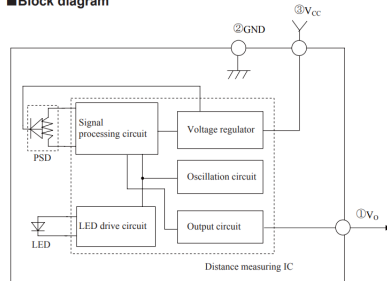 ■Block diagram
③VCC
②GND
Signal
processing circuit
Voltage regulator
PSD
Oscillation circuit
①VO
LED drive circuit
Output circuit
LED
Distance measuring IC